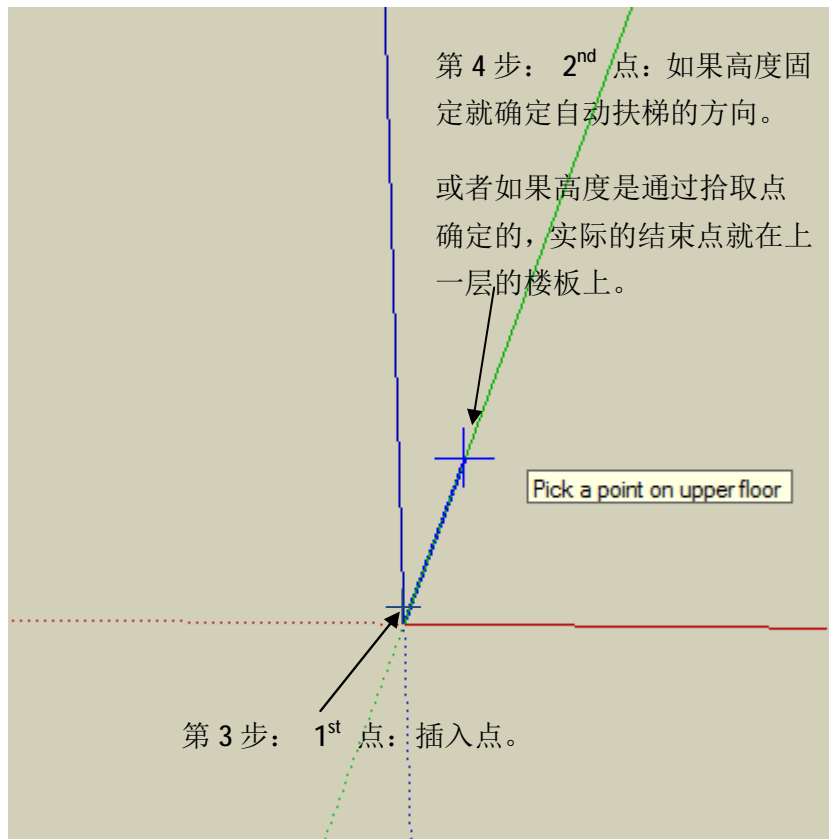 第 4 步： 2nd 点：如果高度固
定就确定自动扶梯的方向。
或者如果高度是通过拾取点
确定的，实际的结束点就在上
一层的楼板上。
Pick a point on upper floor
第 3 步： 1st 点：插入点。